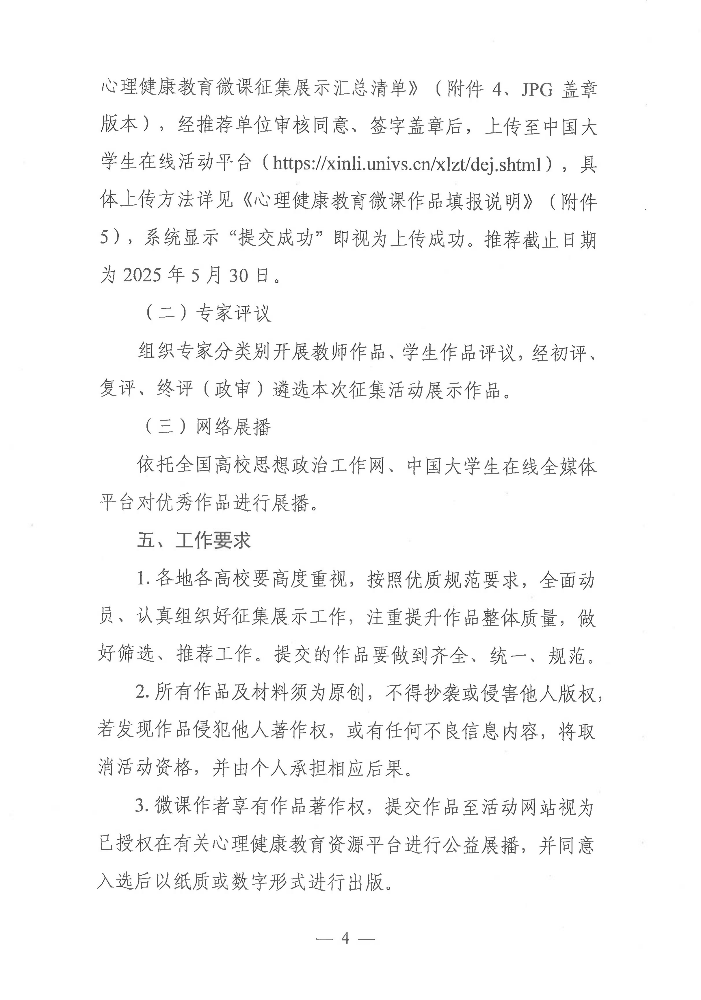 心理健康教育微课征集展示汇总清单》（附件 4、JPG 盖章
版本），经推荐单位审核同意、签字盖章后，上传至中国大
学生在线活动平台（https://xinli.univs.cn/xlzt/dej.shtml），具
体上传方法详见《心理健康教育微课作品填报说明》（附件
5），系统显示“提交成功”即视为上传成功。推荐截止日期
为 2025 年 5 月 30 日。
（二）专家评议
组织专家分类别开展教师作品、学生作品评议，经初评、
复评、终评（政审）遴选本次征集活动展示作品。
（三）网络展播
依托全国高校思想政治工作网、中国大学生在线全媒体
平台对优秀作品进行展播。
五、工作要求
1. 各地各高校要高度重视，按照优质规范要求，全面动
员、认真组织好征集展示工作，注重提升作品整体质量，做
好筛选、推荐工作。提交的作品要做到齐全、统一、规范。
2. 所有作品及材料须为原创，不得抄袭或侵害他人版权，
若发现作品侵犯他人著作权，或有任何不良信息内容，将取
消活动资格，并由个人承担相应后果。
3. 微课作者享有作品著作权，提交作品至活动网站视为
已授权在有关心理健康教育资源平台进行公益展播，并同意
入选后以纸质或数字形式进行出版。
— 4 —